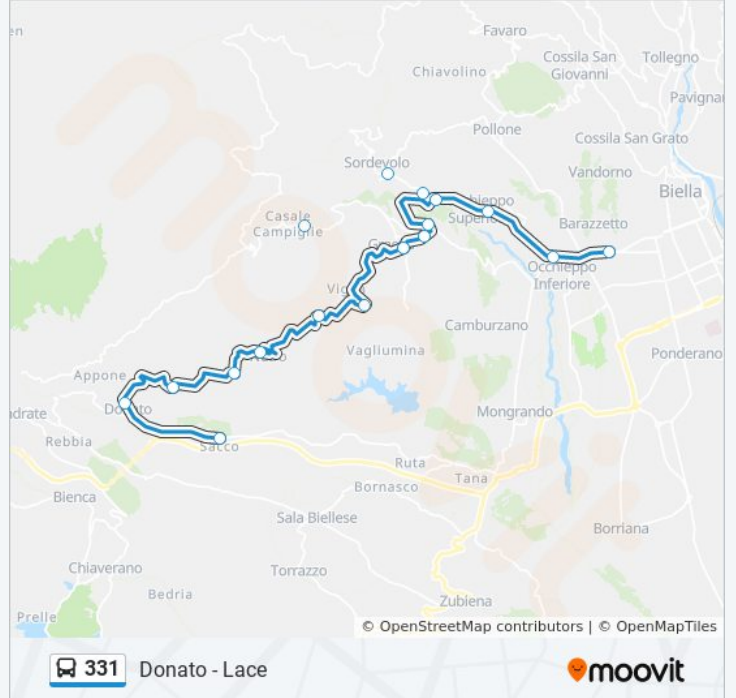 Favaro
Cossila San
Giovanni
Tollegno
Chiavolino
Pavigna
Pollone
Cossila San Grato
Sordevolo
Vandorno
Biella
Casale
Campiglie
Barazzetto
Occhieppo
Inferiore
Camburzano
Vagliumina
Ponderano
Appone
Mongrando
Rebbia
Sacco
Ruta
Tana
Bienca
Bornasco
Sala Biellese
Borriana
Chiaverano
Torrazzo
Bedria
Zubiena
Prelle
© OpenStreetMap contributors | © OpenMapTiles
331 Donato - Lace
moovit